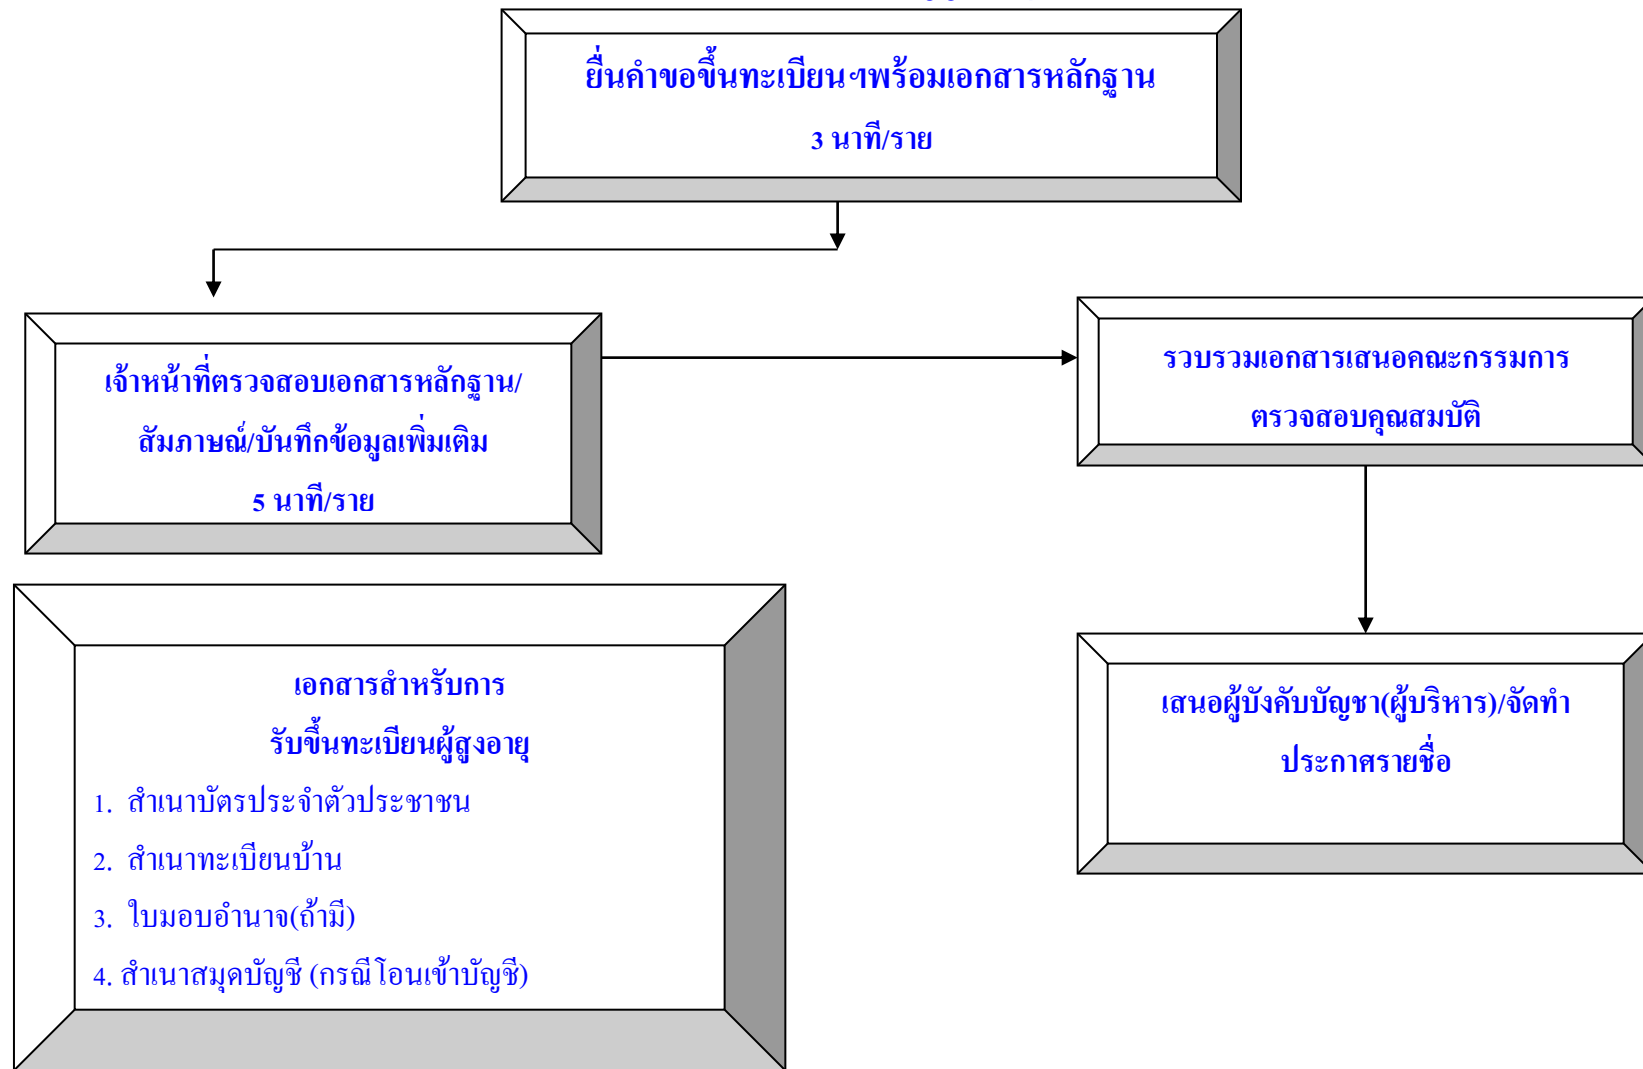 ยื่นคำขอขึ้นทะเบียนฯพร้อมเอกสารหลักฐาน
3 นาที/ราย
เจ้าหน้าที่ตรวจสอบเอกสารหลักฐาน/
สัมภาษณ์/บันทึกข้อมูลเพิ่มเติม
5 นาที/ราย
รวบรวมเอกสารเสนอคณะกรรมการ
ตรวจสอบคุณสมบัติ
เสนอผู้บังคับบัญชา(ผู้บริหาร)/จัดทำ
ประกาศรายชื่อ
เอกสารสำหรับการ
รับขึ้นทะเบียนผู้สูงอายุ
1. สำเนาบัตรประจำตัวประชาชน
2. สำเนาทะเบียนบ้าน
3. ใบมอบอำนาจ(ถ้ามี)
4. สำเนาสมุดบัญชี (กรณีโอนเข้าบัญชี)